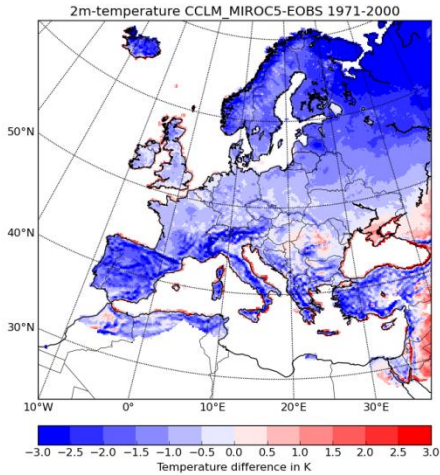 2m-temperature CCLM_MIROC5-EOBS 1971-2000
50°N
40°N
30°N
10°W 0° 10°E 20°E 30°E
−3.0 −2.5 −2.0 −1.5 −1.0 −0.5 0.0 0.5 1.0 1.5 2.0 2.5 3.0
Temperature difference in K